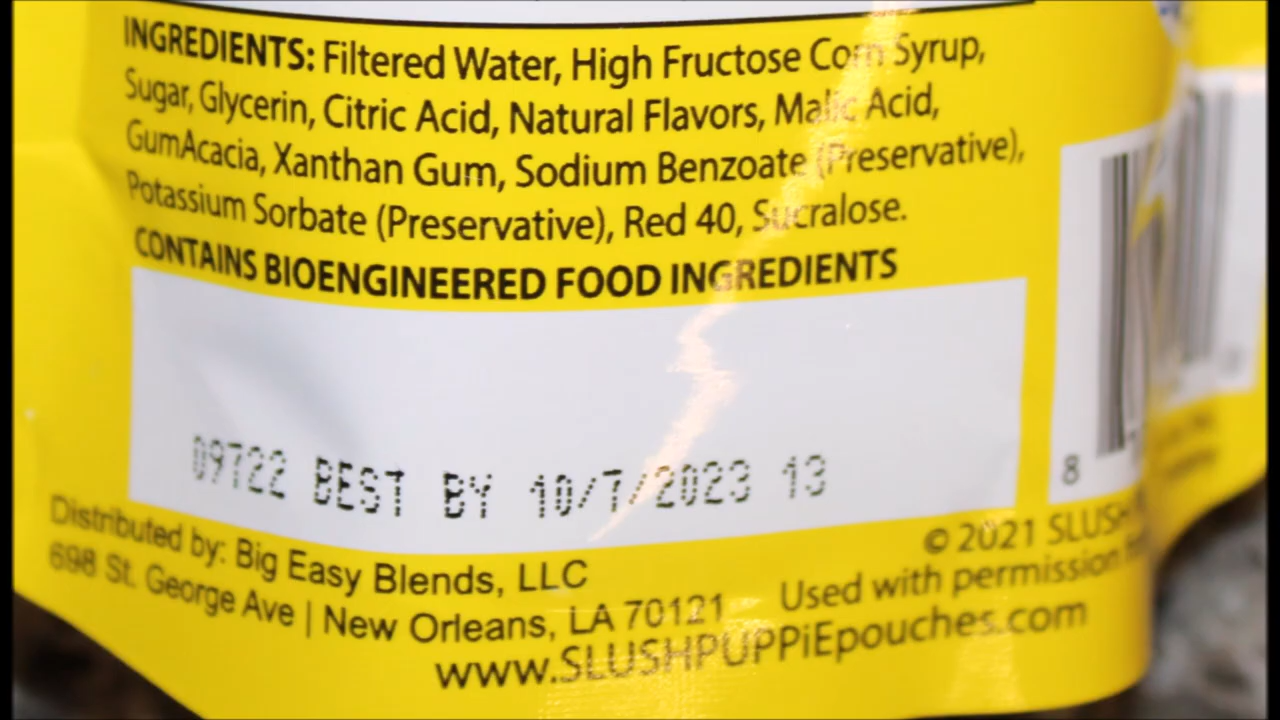 INGREDIENTS: Filtered Water, High Fructose Corn Syrup,
Sugar, Glycerin, Citric Acid, Natural Flavors, Malic Acid,
GumAcacia, Xanthan Gum, Sodium Benzoate (Preservative),
Potassium Sorbate (Preservative), Red 40, Sucralose.
CONTAINS BIOENGINEERED FOOD INGREDIENTS
09722 BEST BY 10/7/2023 13
8
Distributed by: Big Easy Blends, LLC
698 St. George Ave | New Orleans, LA 70121
© 2021 SLUSH
Used with permission
www.SLUSHPUPPiEpouches.com